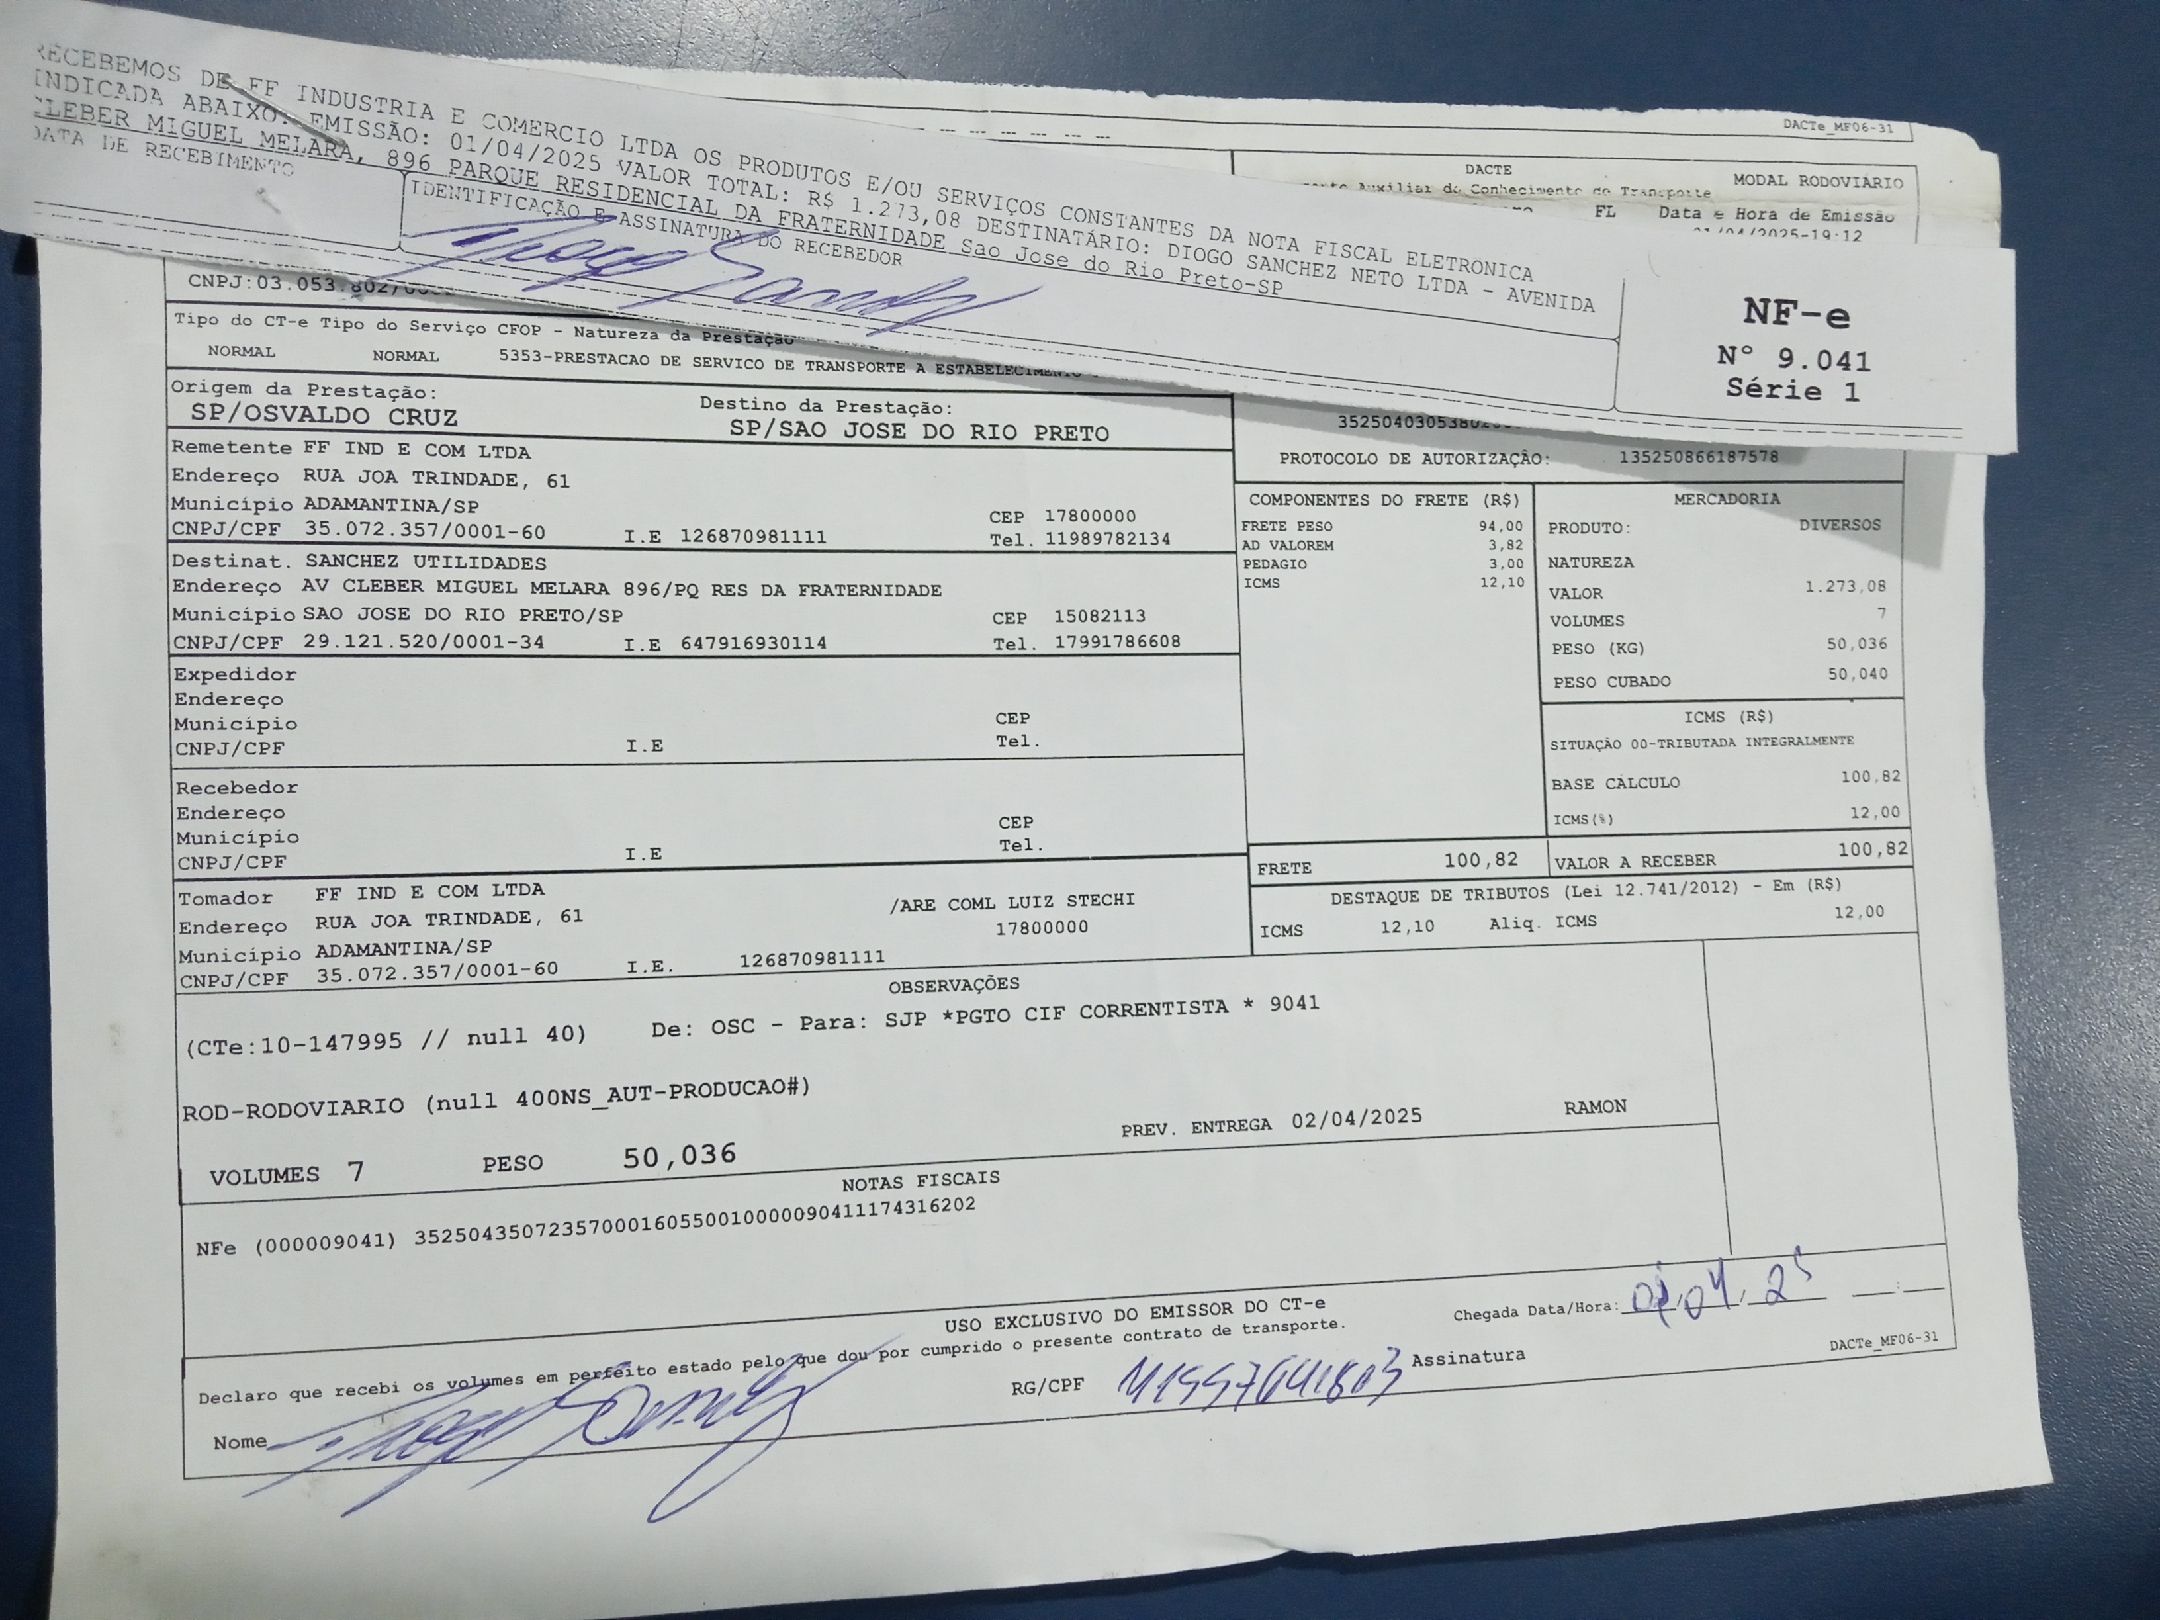 RECEBEMOS DE FF INDUSTRIA E COMERCIO LTDA OS PRODUTOS E/OU SERVIÇOS CONSTANTES DA NOTA FISCAL ELETRONICA
INDICADA ABAIXO. EMISSÃO: 01/04/2025 VALOR TOTAL: R$ 1.273,08 DESTINATÁRIO: DIOGO SANCHEZ NETO LTDA - AVENIDA
CLEBER MIGUEL MELARA, 896 PARQUE RESIDENCIAL DA FRATERNIDADE Sao Jose do Rio Preto-SP
DATA DE RECEBIMENTO
IDENTIFICAÇÃO E ASSINATURA DO RECEBEDOR
NF-e
Nº 9.041
Série 1
DACTe_MF06-31
DACTE
MODAL RODOVIÁRIO
Auxiliar do Conhecimento de Transporte
FL Data e Hora de Emissão
01/04/2025-19:12
CNPJ:03.053.802/
Tipo do CT-e Tipo do Serviço CFOP - Natureza da Prestação
NORMAL NORMAL 5353-PRESTACAO DE SERVICO DE TRANSPORTE A ESTABELECIMENTO
Origem da Prestação:
SP/OSVALDO CRUZ
Destino da Prestação:
SP/SAO JOSE DO RIO PRETO
PROTOCOLO DE AUTORIZAÇÃO: 135250866187578
Remetente FF IND E COM LTDA
Endereço RUA JOA TRINDADE, 61
Município ADAMANTINA/SP CEP 17800000
CNPJ/CPF 35.072.357/0001-60 I.E 126870981111 Tel. 11989782134
Destinat. SANCHEZ UTILIDADES
Endereço AV CLEBER MIGUEL MELARA 896/PQ RES DA FRATERNIDADE
Município SAO JOSE DO RIO PRETO/SP CEP 15082113
CNPJ/CPF 29.121.520/0001-34 I.E 647916930114 Tel. 17991786608
Expedidor
Endereço
Município CEP
CNPJ/CPF I.E Tel.
Recebedor
Endereço
Município CEP
CNPJ/CPF I.E Tel.
Tomador FF IND E COM LTDA
Endereço RUA JOA TRINDADE, 61 /ARE COML LUIZ STECHI
Município ADAMANTINA/SP 17800000
CNPJ/CPF 35.072.357/0001-60 I.E. 126870981111
COMPONENTES DO FRETE (R$)
FRETE PESO 94,00
AD VALOREM 3,82
PEDAGIO 3,00
ICMS 12,10
MERCADORIA
PRODUTO: DIVERSOS
NATUREZA
VALOR 1.273,08
VOLUMES 7
PESO (KG) 50,036
PESO CUBADO 50,040
ICMS (R$)
SITUAÇÃO 00-TRIBUTADA INTEGRALMENTE
BASE CÁLCULO 100,82
ICMS(%) 12,00
FRETE 100,82 VALOR A RECEBER 100,82
DESTAQUE DE TRIBUTOS (Lei 12.741/2012) - Em (R$)
ICMS 12,10 Aliq. ICMS 12,00
OBSERVAÇÕES
(CTe:10-147995 // null 40) De: OSC - Para: SJP *PGTO CIF CORRENTISTA * 9041
ROD-RODOVIARIO (null 400NS_AUT-PRODUCAO#)
VOLUMES 7 PESO 50,036 PREV. ENTREGA 02/04/2025 RAMON
NOTAS FISCAIS
NFe (000009041) 35250435072357000160550010000090411174316202
USO EXCLUSIVO DO EMISSOR DO CT-e
Chegada Data/Hora: 04 25
Declaro que recebi os volumes em perfeito estado pelo que dou por cumprido o presente contrato de transporte.
Nome
RG/CPF
Assinatura
DACTe_MF06-31